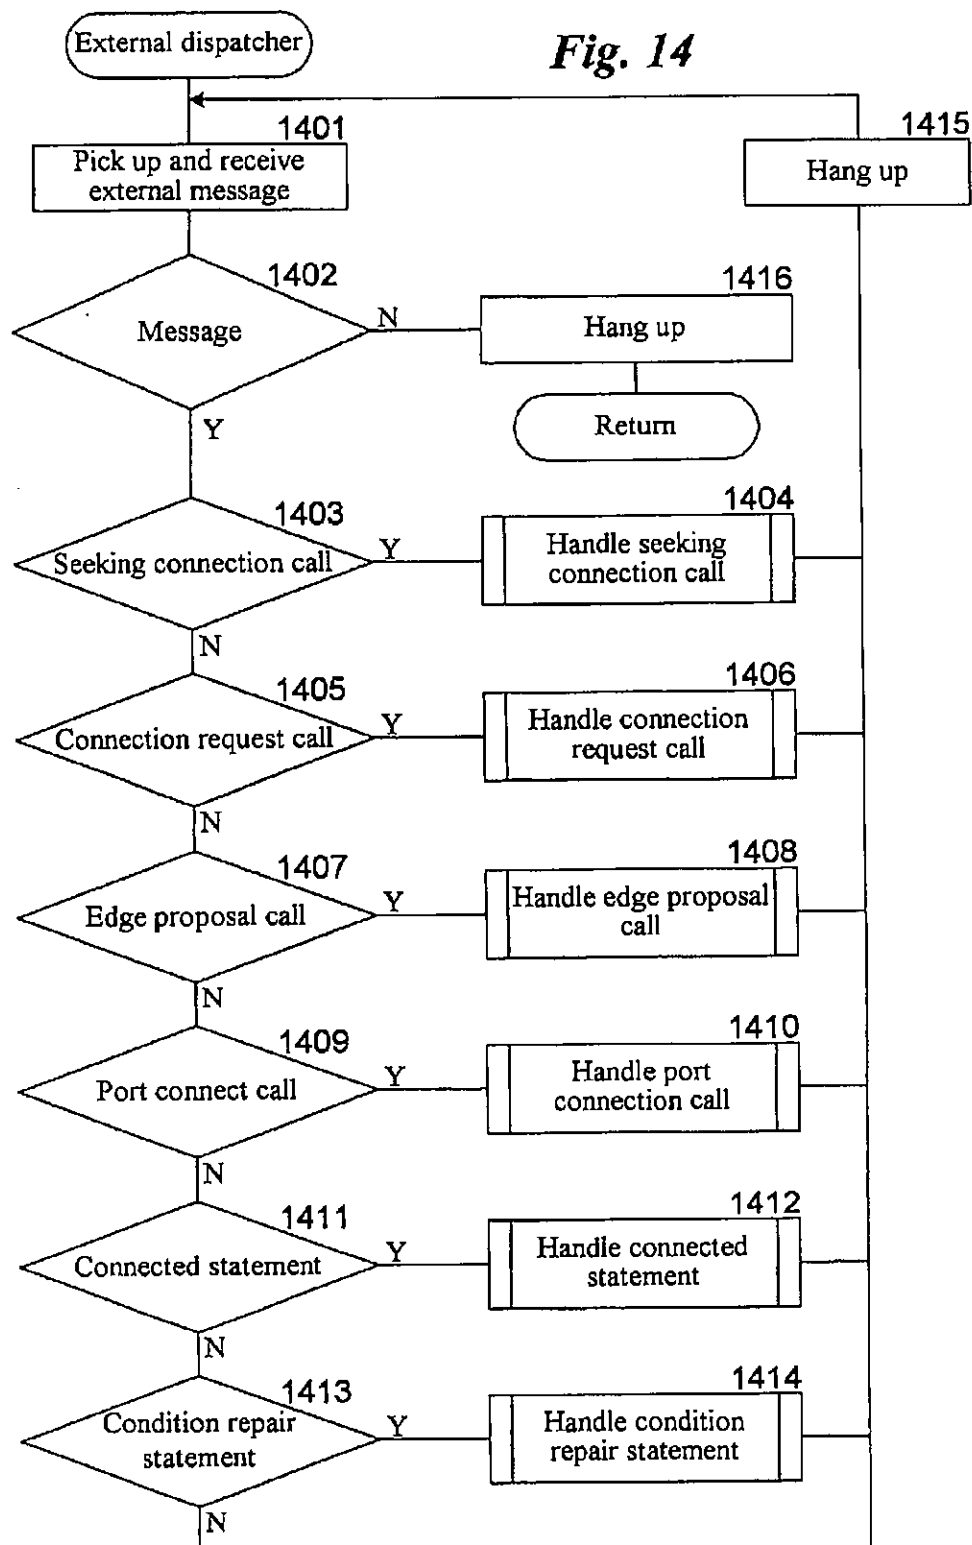 External dispatcher
Fig. 14
1401
Pick up and receive
external message
1415
Hang up
1402
Message
N
Y
1416
Hang up
Return
1403
Seeking connection call
Y
N
1404
Handle seeking
connection call
1405
Connection request call
Y
N
1406
Handle connection
request call
1407
Edge proposal call
Y
N
1408
Handle edge proposal
call
1409
Port connect call
Y
N
1410
Handle port
connection call
1411
Connected statement
Y
N
1412
Handle connected
statement
1413
Condition repair
statement
Y
N
1414
Handle condition
repair statement